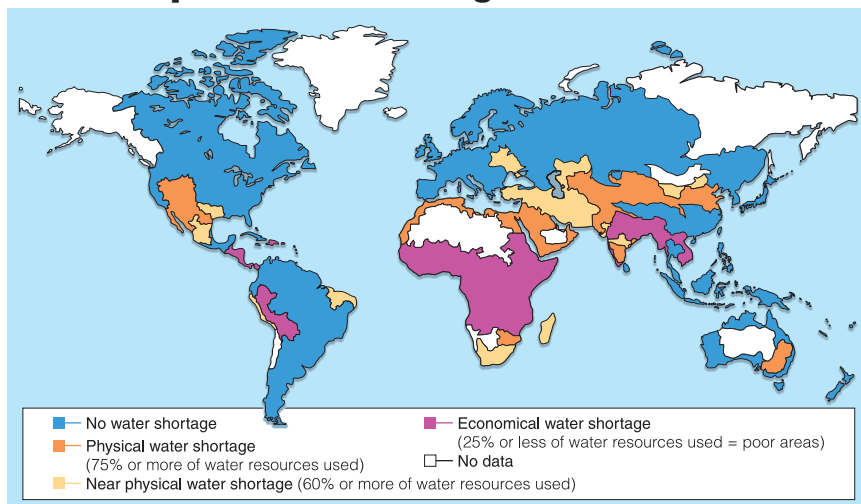 No water shortage
Physical water shortage
(75% or more of water resources used)
Near physical water shortage (60% or more of water resources used)
Economical water shortage
(25% or less of water resources used = poor areas)
No data